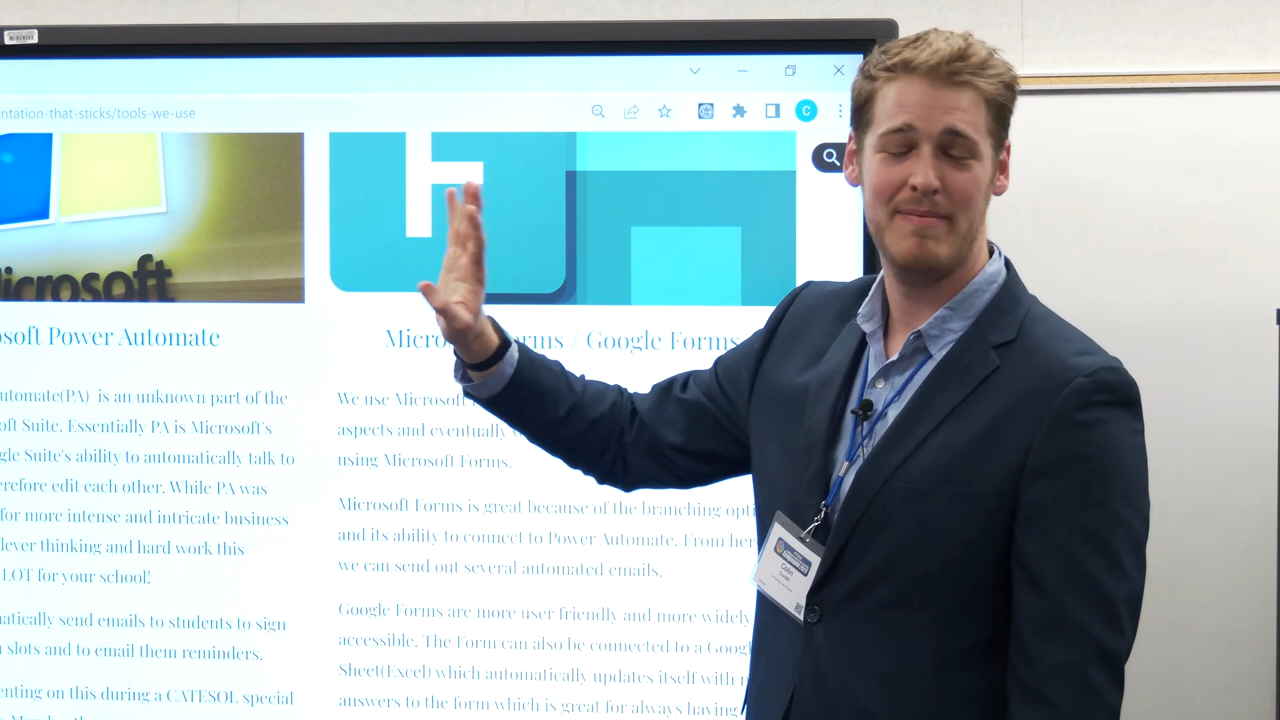 ntation-that-sticks/tools-we-use
C
icrosoft
osoft Power Automate
utomate(PA) is an unknown part of the
oft Suite. Essentially PA is Microsoft's
gle Suite's ability to automatically talk to
erefore edit each other. While PA was
for more intense and intricate business
lever thinking and hard work this
LOT for your school!
natically send emails to students to sign
slots and to email them reminders.
enting on this during a CATESOL special
Micro rms / Google Forms
We use Microsoft
aspects and eventually
using Microsoft Forms.
Microsoft Forms is great because of the branching opti
and its ability to connect to Power Automate. From her
we can send out several automated emails.
Google Forms are more user friendly and more widely
accessible. The Form can also be connected to a Googl
Sheet(Excel) which automatically updates itself with
answers to the form which is great for always having
Colin